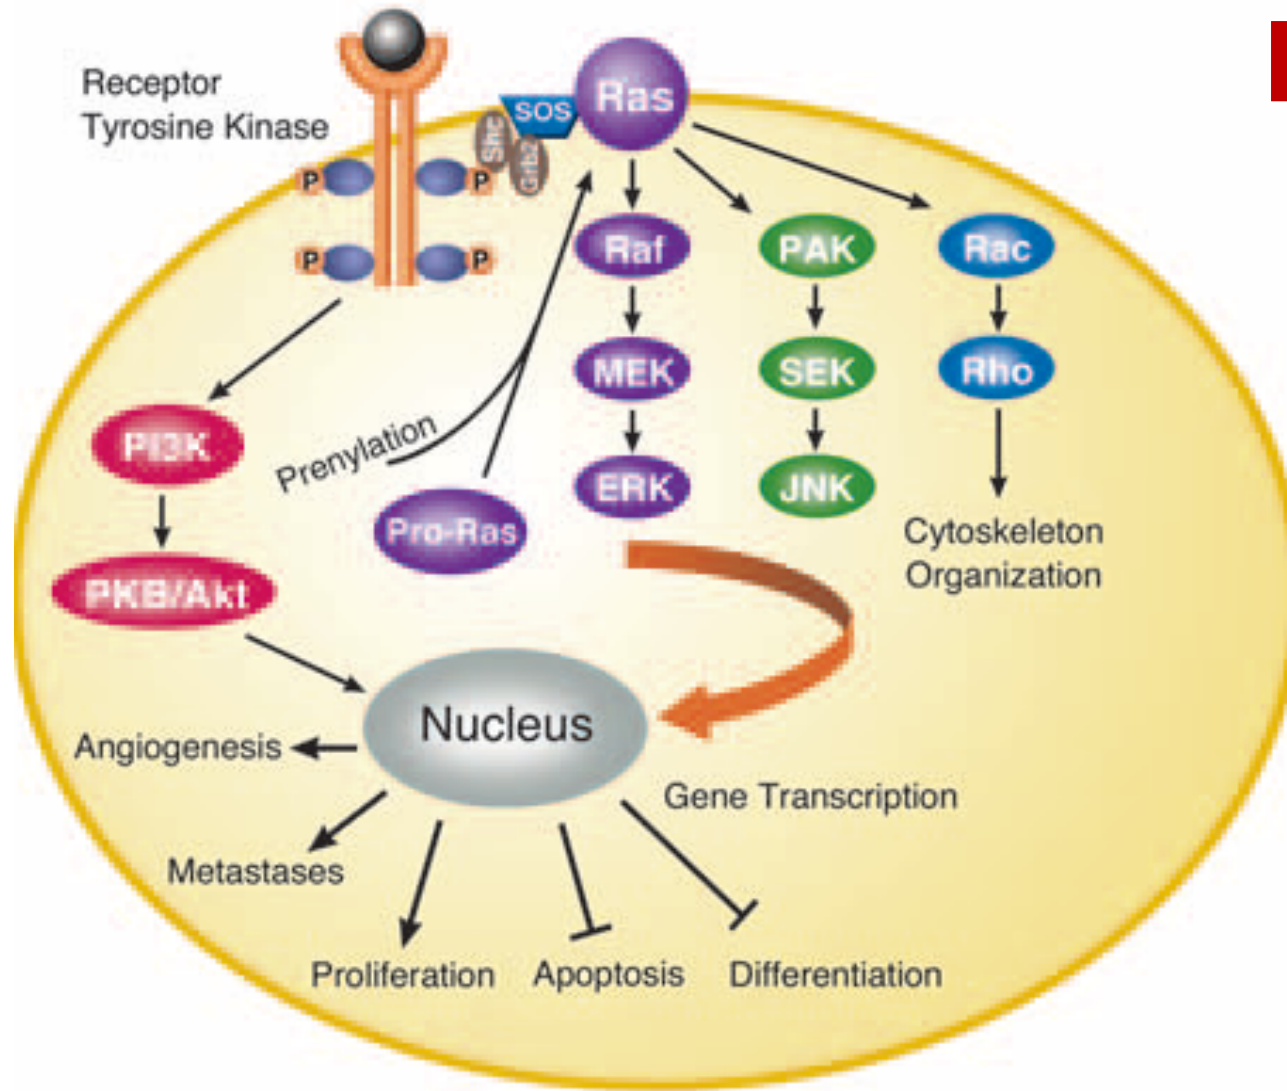 Receptor
Tyrosine Kinase
SOS
Ras
Shc
Grb2
P
P
P
P
Raf
PAK
Rac
MEK
SEK
Rho
PI3K
Prenylation
ERK
JNK
Pro-Ras
Cytoskeleton
Organization
PKB/Akt
Nucleus
Angiogenesis
Gene Transcription
Metastases
Proliferation
Apoptosis
Differentiation